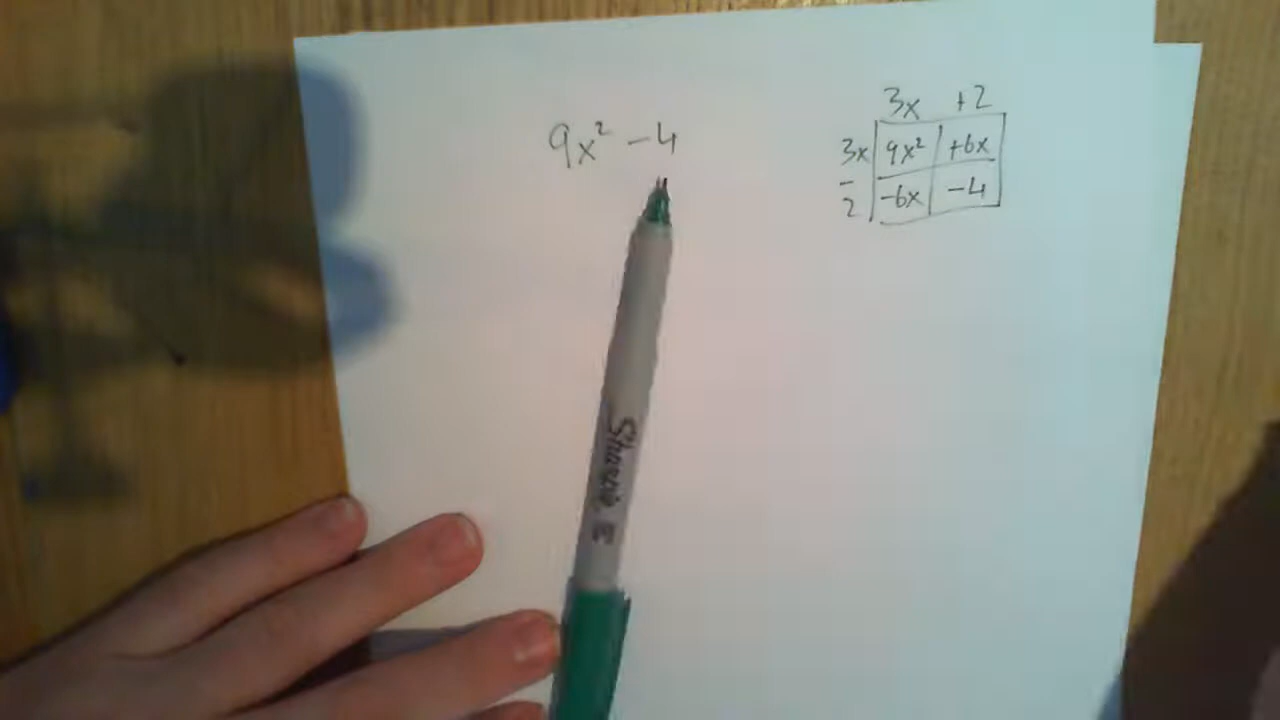 9x² -4
3x +2
3x 9x² +6x
-2 -6x -4
Sharpie